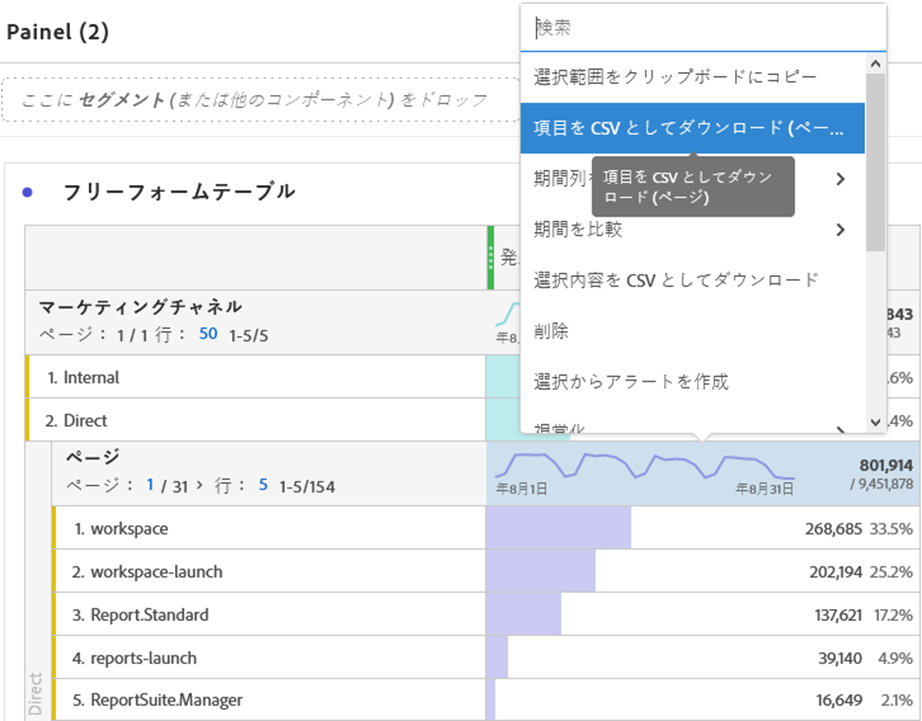 Painel (2)
検索
ここに セグメント (または他のコンポーネント) をドロップ
選択範囲をクリップボードにコピー
項目を CSV としてダウンロード (ペー...
項目を CSV としてダウン
ロード (ページ)
期間列
期間を比較
選択内容を CSV としてダウンロード
削除
選択からアラートを作成
視覚化
フリーフォームテーブル
発
マーケティングチャネル
ページ： 1 / 1 行： 50 1-5/5
年8
843
43
1. Internal
.6%
2. Direct
.4%
ページ
ページ： 1 / 31 > 行： 5 1-5/154
年8月1日
年8月31日
801,914
/ 9,451,878
Direct
1. workspace 268,685 33.5%
2. workspace-launch 202,194 25.2%
3. Report.Standard 137,621 17.2%
4. reports-launch 39,140 4.9%
5. ReportSuite.Manager 16,649 2.1%